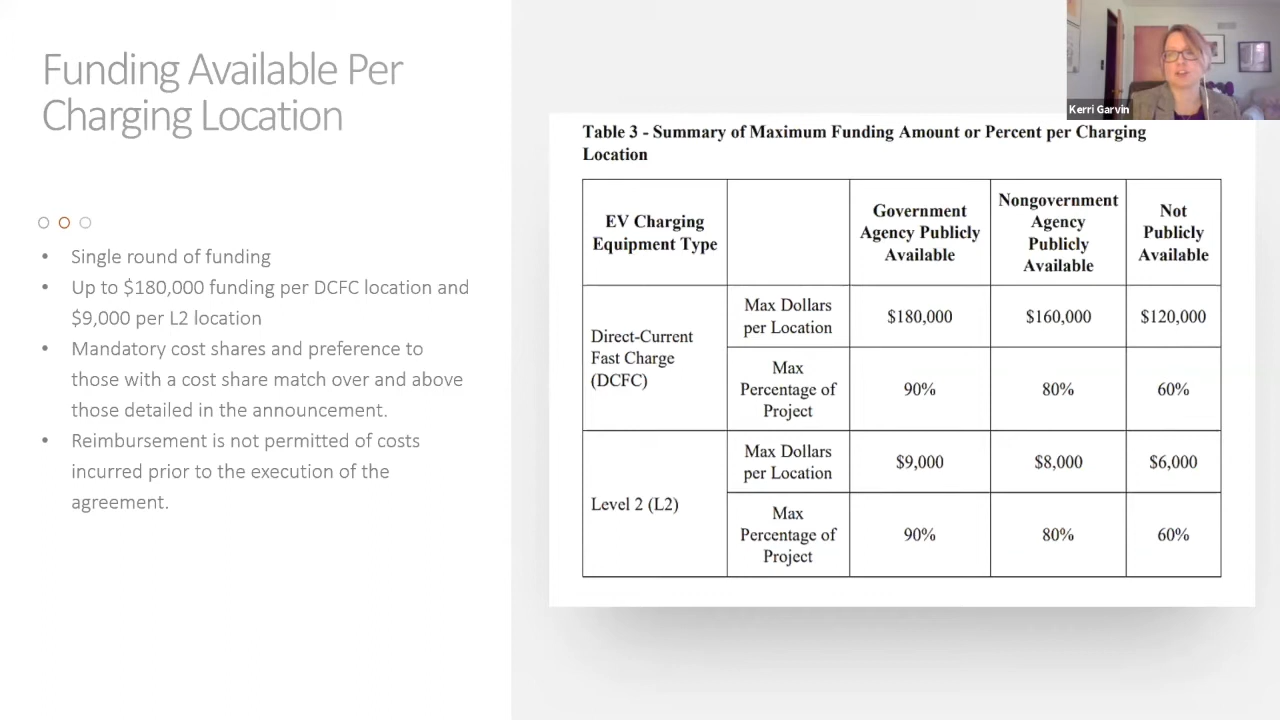 Funding Available Per
Charging Location
• Single round of funding
• Up to $180,000 funding per DCFC location and
$9,000 per L2 location
• Mandatory cost shares and preference to
those with a cost share match over and above
those detailed in the announcement.
• Reimbursement is not permitted of costs
incurred prior to the execution of the
agreement.
Kerri Garvin
Table 3 - Summary of Maximum Funding Amount or Percent per Charging
Location
EV Charging
Equipment Type
Government
Agency Publicly
Available
Nongovernment
Agency
Publicly
Available
Not
Publicly
Available
Direct-Current
Fast Charge
(DCFC)
Max Dollars
per Location
$180,000
$160,000
$120,000
Max
Percentage of
Project
90%
80%
60%
Level 2 (L2)
Max Dollars
per Location
$9,000
$8,000
$6,000
Max
Percentage of
Project
90%
80%
60%